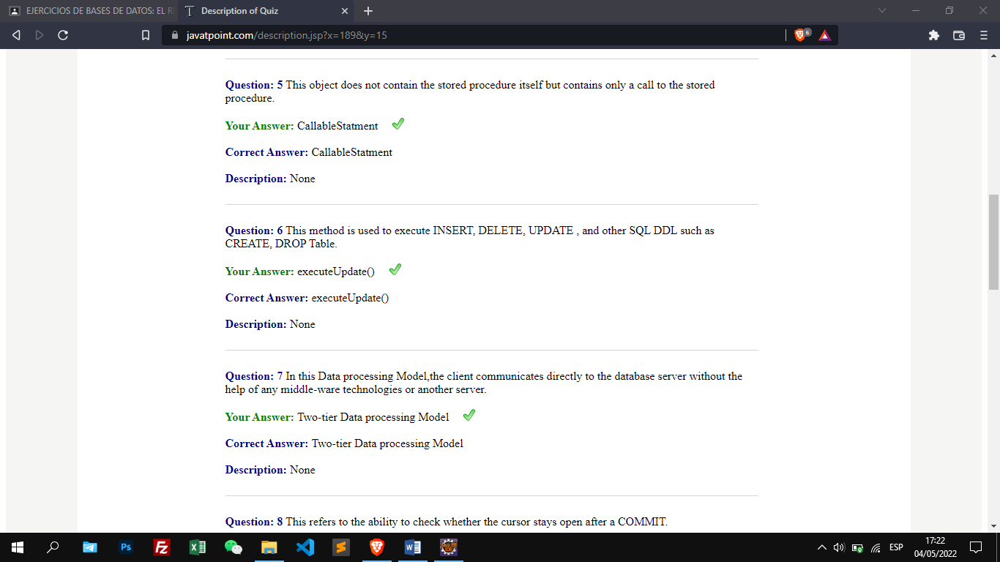 EJERCICIOS DE BASES DE DATOS: EL R
Description of Quiz
javatpoint.com/description.jsp?x=189&y=15
6
Question: 5 This object does not contain the stored procedure itself but contains only a call to the stored
procedure.
Your Answer: CallableStatment
Correct Answer: CallableStatment
Description: None
Question: 6 This method is used to execute INSERT, DELETE, UPDATE , and other SQL DDL such as
CREATE, DROP Table.
Your Answer: executeUpdate()
Correct Answer: executeUpdate()
Description: None
Question: 7 In this Data processing Model,the client communicates directly to the database server without the
help of any middle-ware technologies or another server.
Your Answer: Two-tier Data processing Model
Correct Answer: Two-tier Data processing Model
Description: None
Question: 8 This refers to the ability to check whether the cursor stays open after a COMMIT.
Ps
Fz
ESP
17:22
04/05/2022